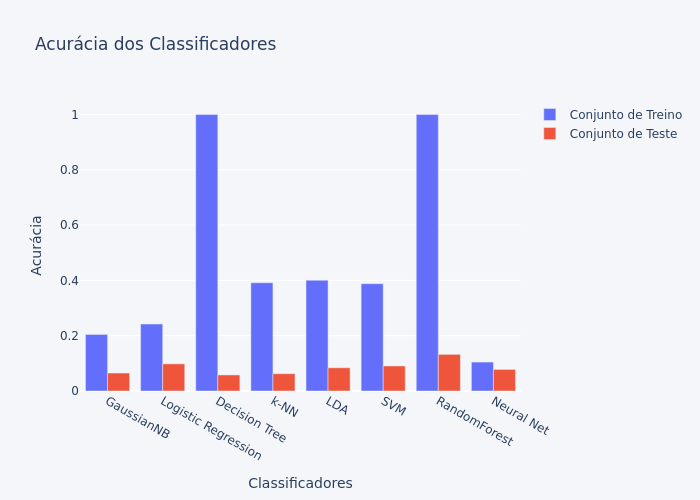 Acurácia dos Classificadores
Conjunto de Treino
Conjunto de Teste
Acurácia
1
0.8
0.6
0.4
0.2
0
GaussianNB
Logistic Regression
Decision Tree
k-NN
LDA
SVM
RandomForest
Neural Net
Classificadores